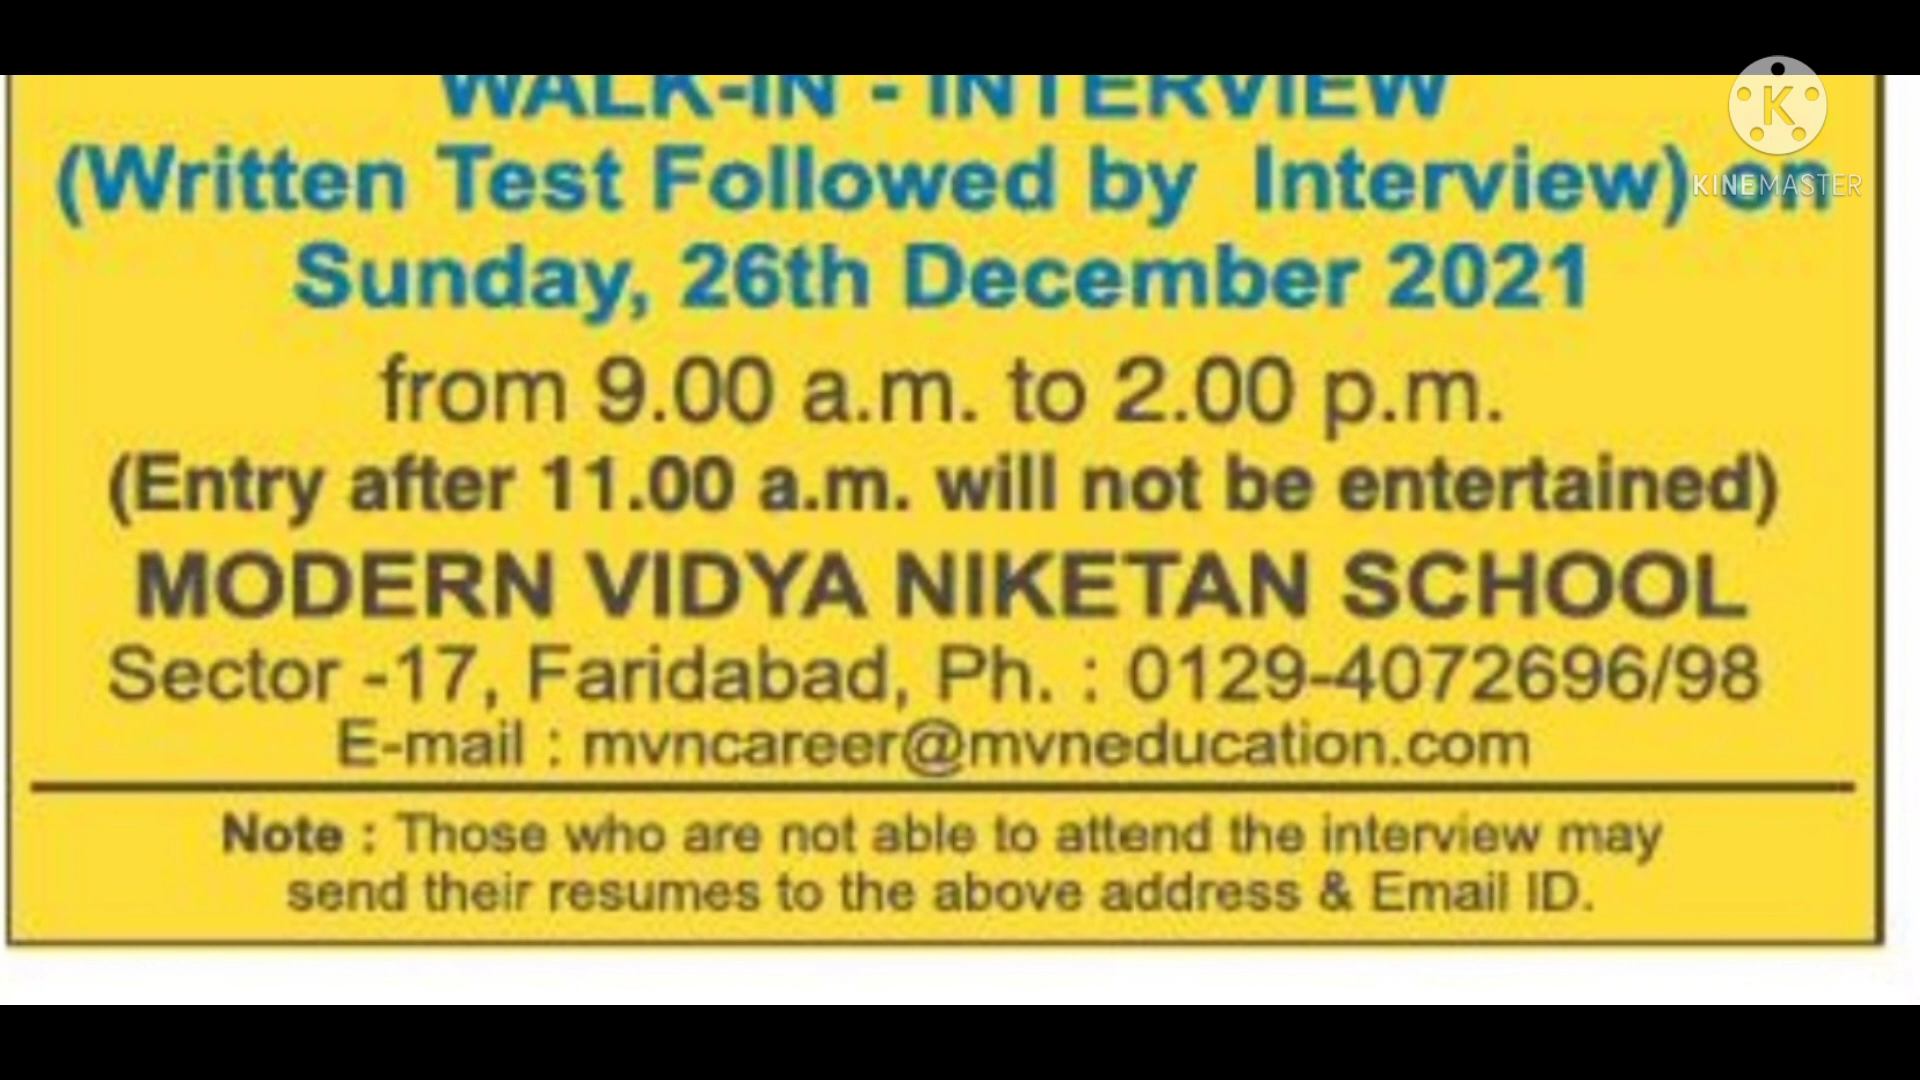 WALK-IN - INTERVIEW
(Written Test Followed by Interview) on
Sunday, 26th December 2021
from 9.00 a.m. to 2.00 p.m.
(Entry after 11.00 a.m. will not be entertained)
MODERN VIDYA NIKETAN SCHOOL
Sector -17, Faridabad, Ph. : 0129-4072696/98
E-mail : mvncareer@mvneducation.com
Note : Those who are not able to attend the interview may
send their resumes to the above address & Email ID.
K
KINEMASTER